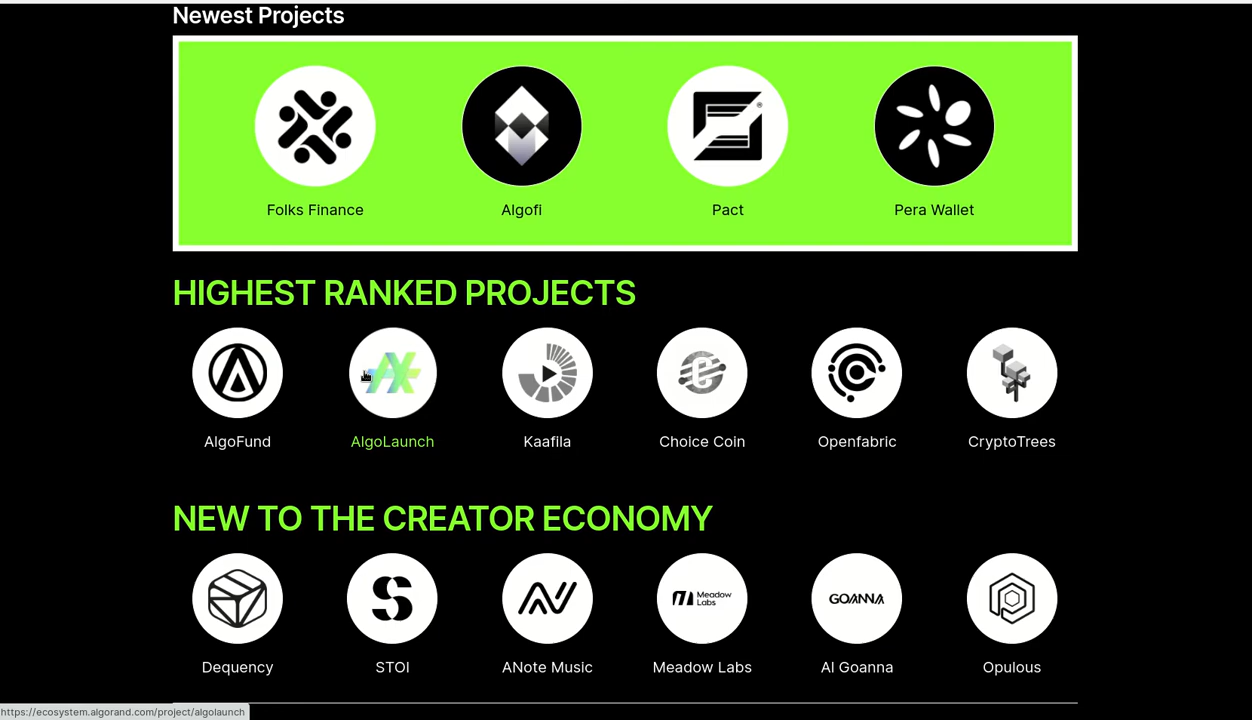 Newest Projects
®
Folks Finance
Algofi
Pact
Pera Wallet
HIGHEST RANKED PROJECTS
C
AlgoFund
AlgoLaunch
Kaafila
Choice Coin
Openfabric
CryptoTrees
NEW TO THE CREATOR ECONOMY
S
Meadow
Labs
GOANNA
Dequency
STOI
ANote Music
Meadow Labs
Al Goanna
Opulous
https://ecosystem.algorand.com/project/algolaunch